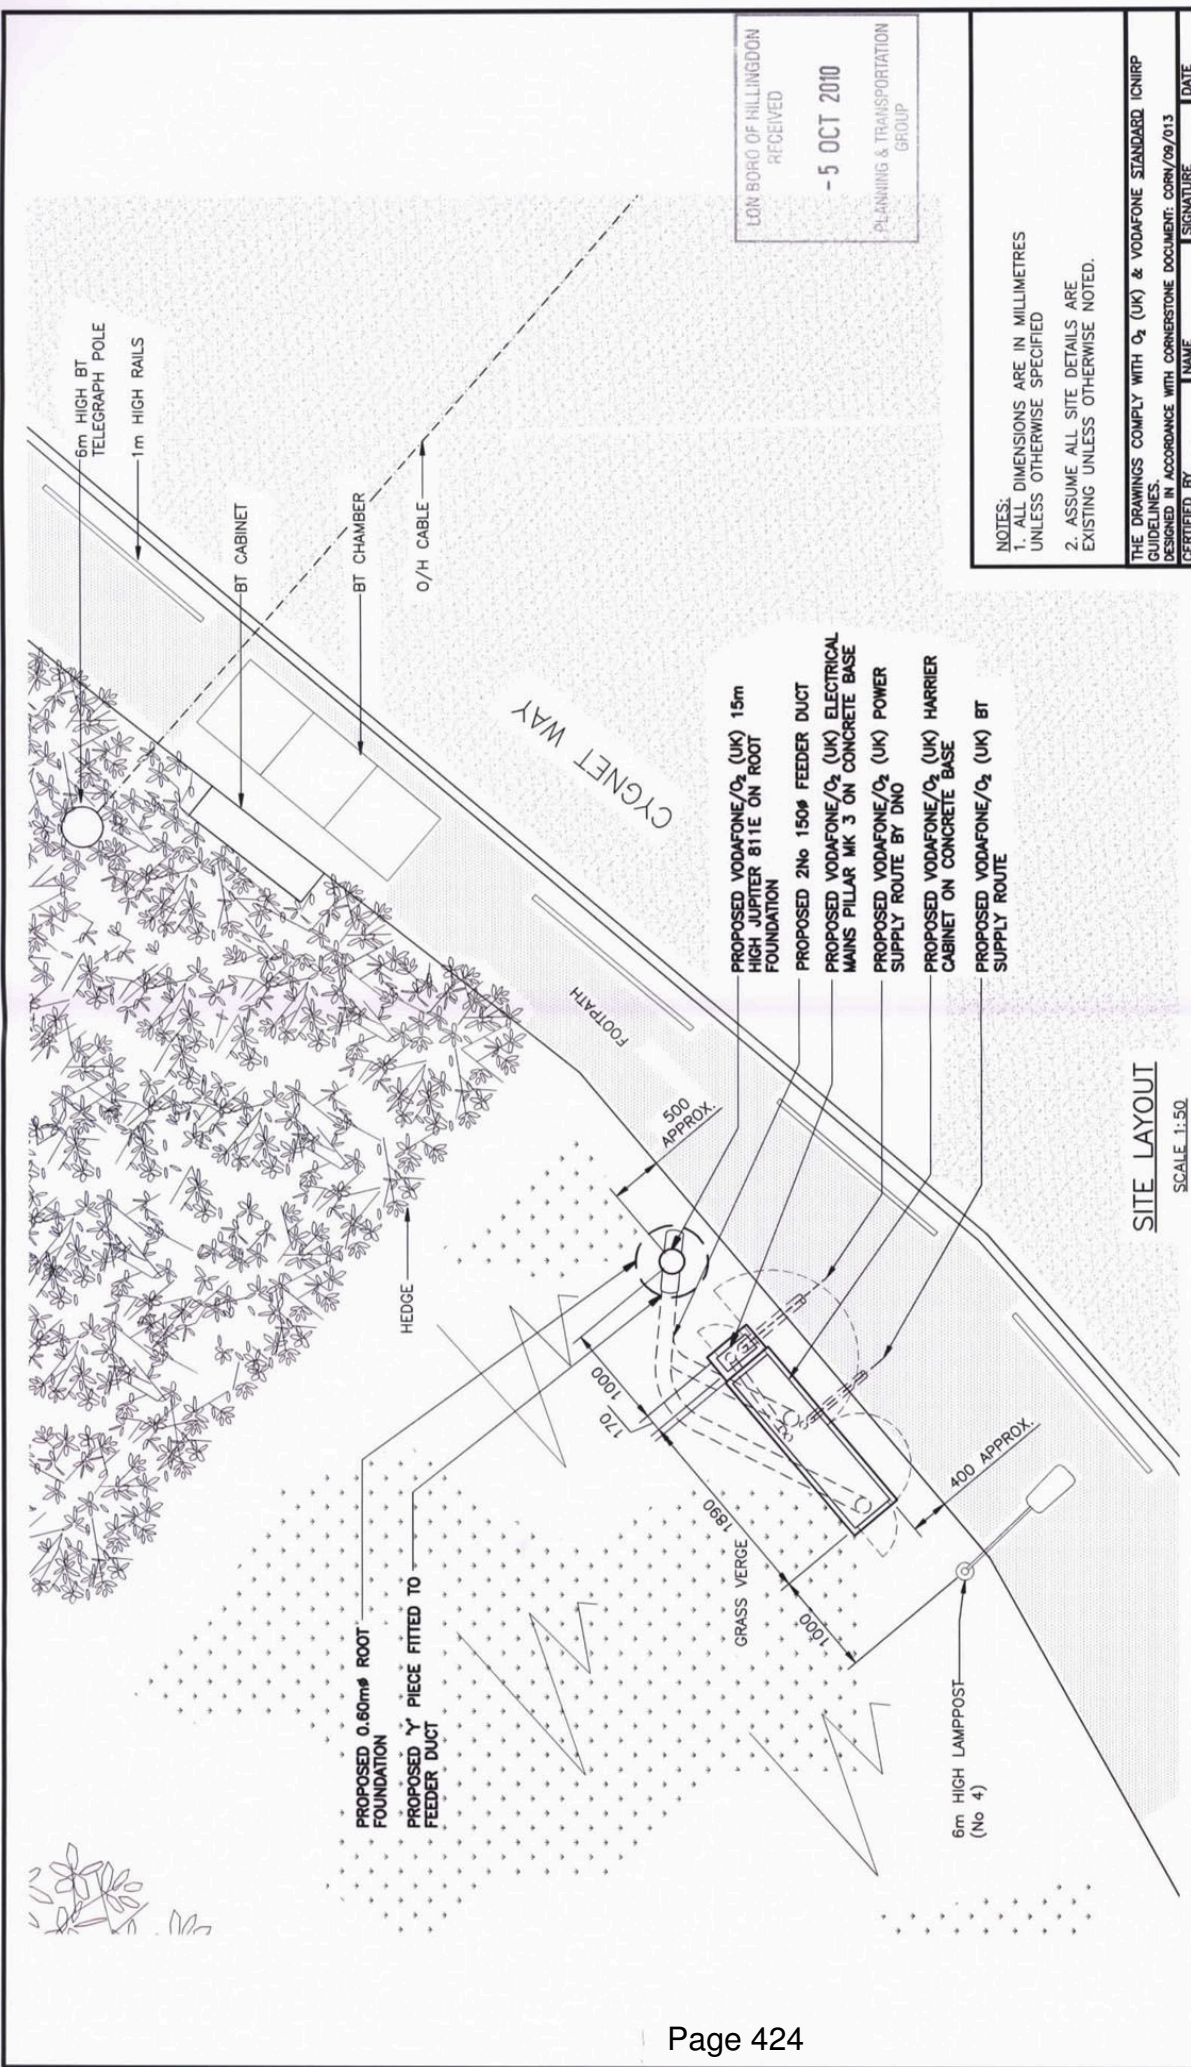 6m HIGH BT
TELEGRAPH POLE
1m HIGH RAILS
BT CABINET
BT CHAMBER
O/H CABLE
CYGNET WAY
FOOTPATH
HEDGE
500
APPROX.
1000
170
1890
1000
400 APPROX.
GRASS VERGE
PROPOSED 0.60mø ROOT
FOUNDATION
PROPOSED 'Y' PIECE FITTED TO
FEEDER DUCT
6m HIGH LAMPPOST
(No 4)
PROPOSED VODAFONE/O₂ (UK) 15m
HIGH JUPITER 811E ON ROOT
FOUNDATION
PROPOSED 2No 150ø FEEDER DUCT
PROPOSED VODAFONE/O₂ (UK) ELECTRICAL
MAINS PILLAR MK 3 ON CONCRETE BASE
PROPOSED VODAFONE/O₂ (UK) POWER
SUPPLY ROUTE BY DNO
PROPOSED VODAFONE/O₂ (UK) HARRIER
CABINET ON CONCRETE BASE
PROPOSED VODAFONE/O₂ (UK) BT
SUPPLY ROUTE
SITE LAYOUT
SCALE 1:50
LON BORO OF HILLINGDON
RECEIVED
-5 OCT 2010
PLANNING & TRANSPORTATION
GROUP
NOTES:
1. ALL DIMENSIONS ARE IN MILLIMETRES
UNLESS OTHERWISE SPECIFIED
2. ASSUME ALL SITE DETAILS ARE
EXISTING UNLESS OTHERWISE NOTED.
THE DRAWINGS COMPLY WITH O₂ (UK) & VODAFONE STANDARD ICNIRP
GUIDELINES.
DESIGNED IN ACCORDANCE WITH CORNERSTONE DOCUMENT: CORN/09/013
CERTIFIED BY NAME SIGNATURE DATE
Page 424